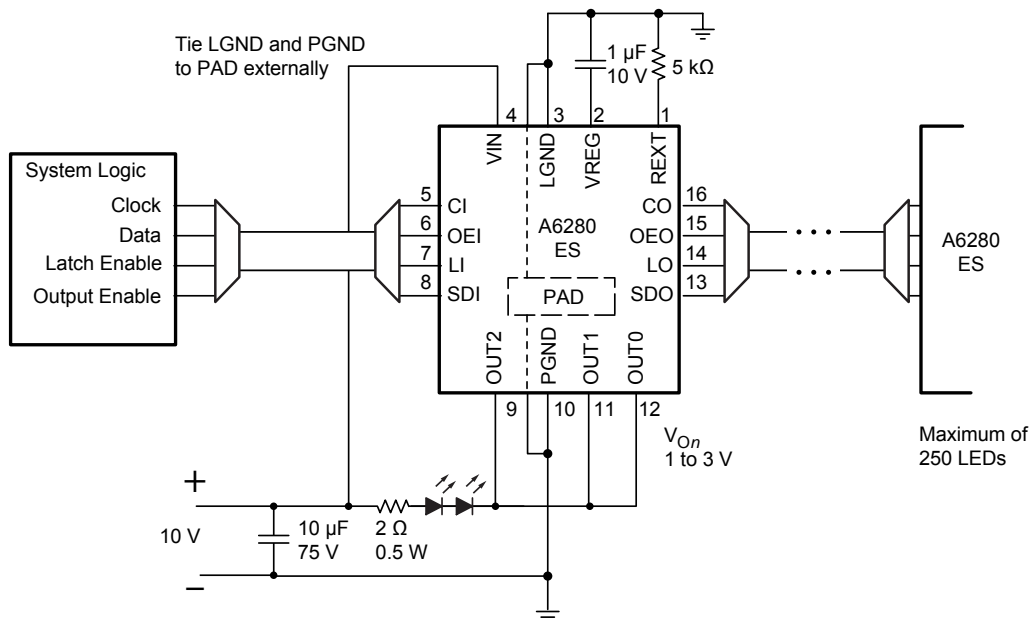 Tie LGND and PGND
to PAD externally
1 µF
10 V
5 kΩ
4
3
2
1
VIN
LGND
VREG
REXT
System Logic
Clock
Data
Latch Enable
Output Enable
5
6
7
8
CI
OEI
LI
SDI
A6280
ES
PAD
CO
OEO
LO
SDO
16
15
14
13
A6280
ES
OUT2
PGND
OUT1
OUT0
9
10
11
12
VOn
1 to 3 V
Maximum of
250 LEDs
+
10 V
–
10 µF
75 V
2 Ω
0.5 W